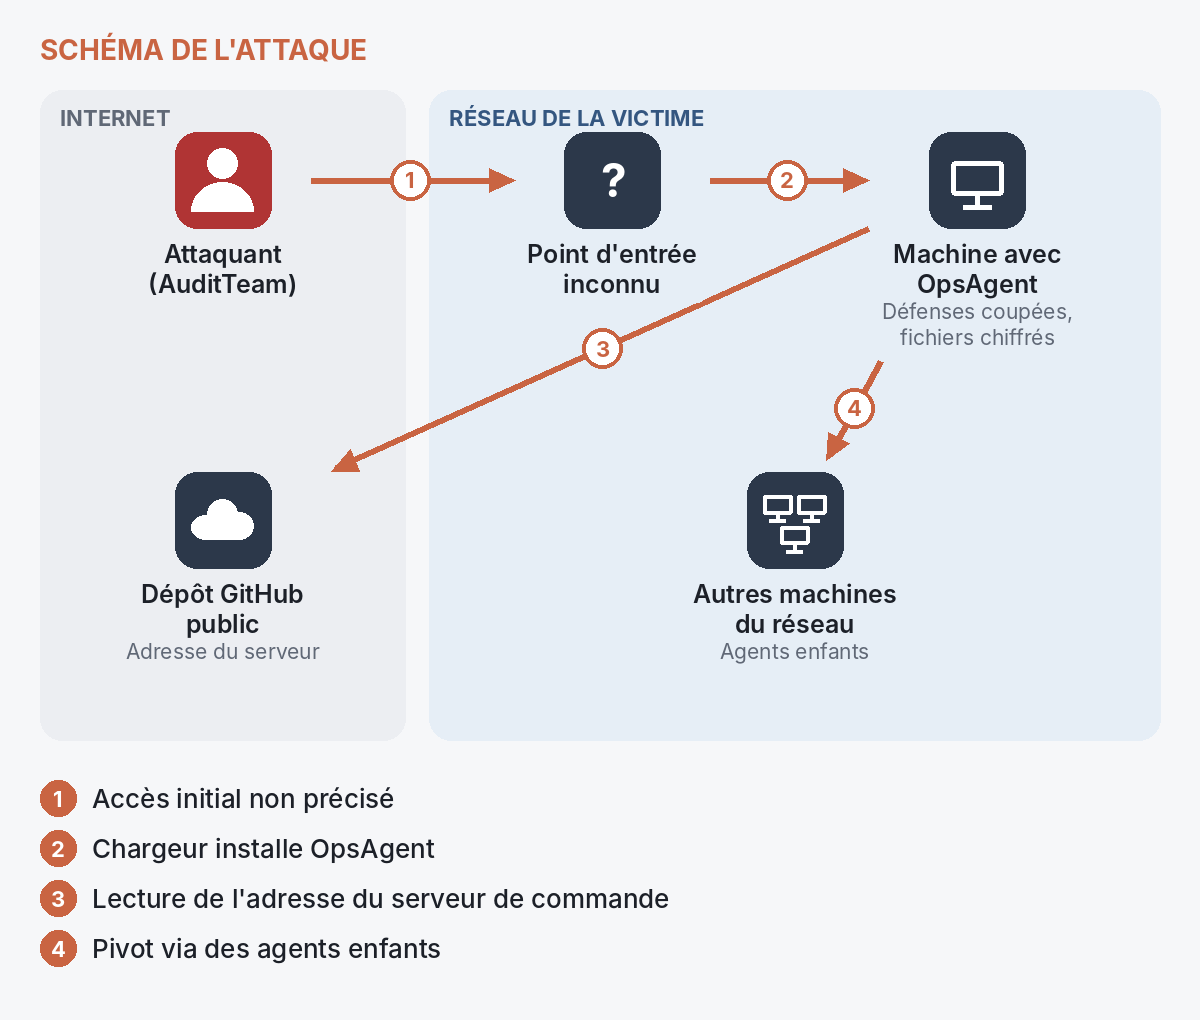 SCHÉMA DE L'ATTAQUE
INTERNET
RÉSEAU DE LA VICTIME
1
?
2
Attaquant
(AuditTeam)
Point d'entrée
inconnu
Machine avec
OpsAgent
Défenses coupées,
fichiers chiffrés
3
4
Dépôt GitHub
public
Adresse du serveur
Autres machines
du réseau
Agents enfants
1 Accès initial non précisé
2 Chargeur installe OpsAgent
3 Lecture de l'adresse du serveur de commande
4 Pivot via des agents enfants